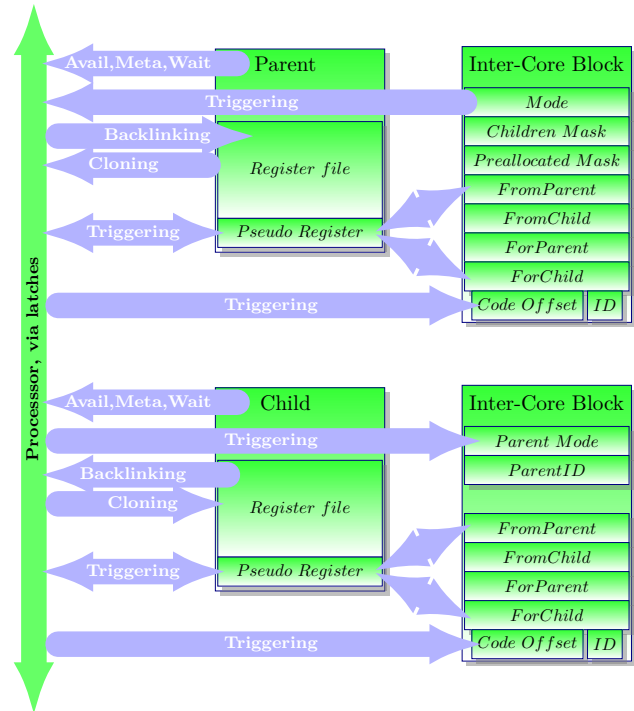 Processsor, via latches
Avail,Meta,Wait
Parent
Inter-Core Block
Triggering
Mode
Backlinking
Children Mask
Cloning
Register file
Preallocated Mask
FromParent
FromChild
Triggering
Pseudo Register
ForParent
ForChild
Triggering
Code Offset
ID
Avail,Meta,Wait
Child
Inter-Core Block
Triggering
Parent Mode
Backlinking
ParentID
Cloning
Register file
FromParent
FromChild
Triggering
Pseudo Register
ForParent
ForChild
Triggering
Code Offset
ID